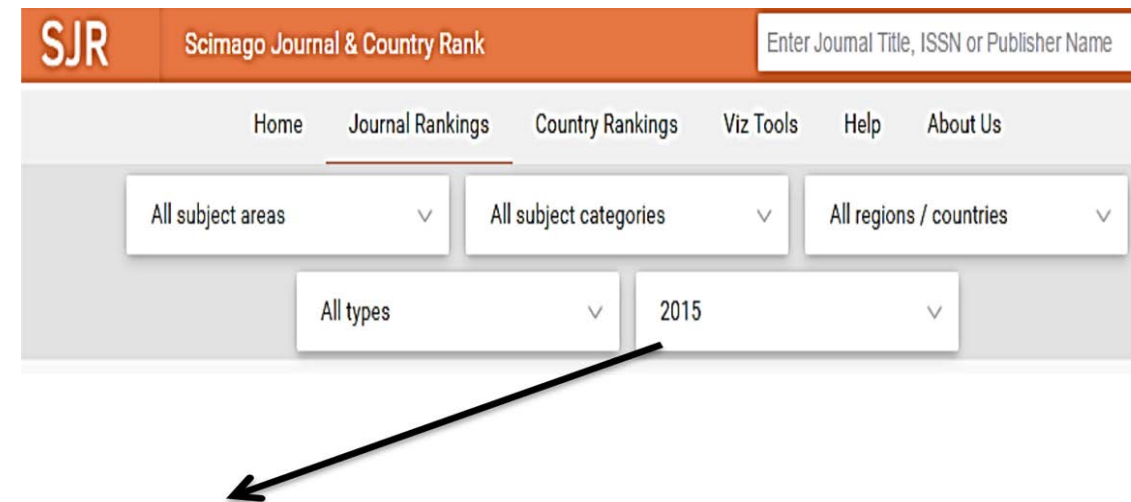 SJR Scimago Journal & Country Rank Enter Journal Title, ISSN or Publisher Name
Home Journal Rankings Country Rankings Viz Tools Help About Us
All subject areas All subject categories All regions / countries
All types 2015